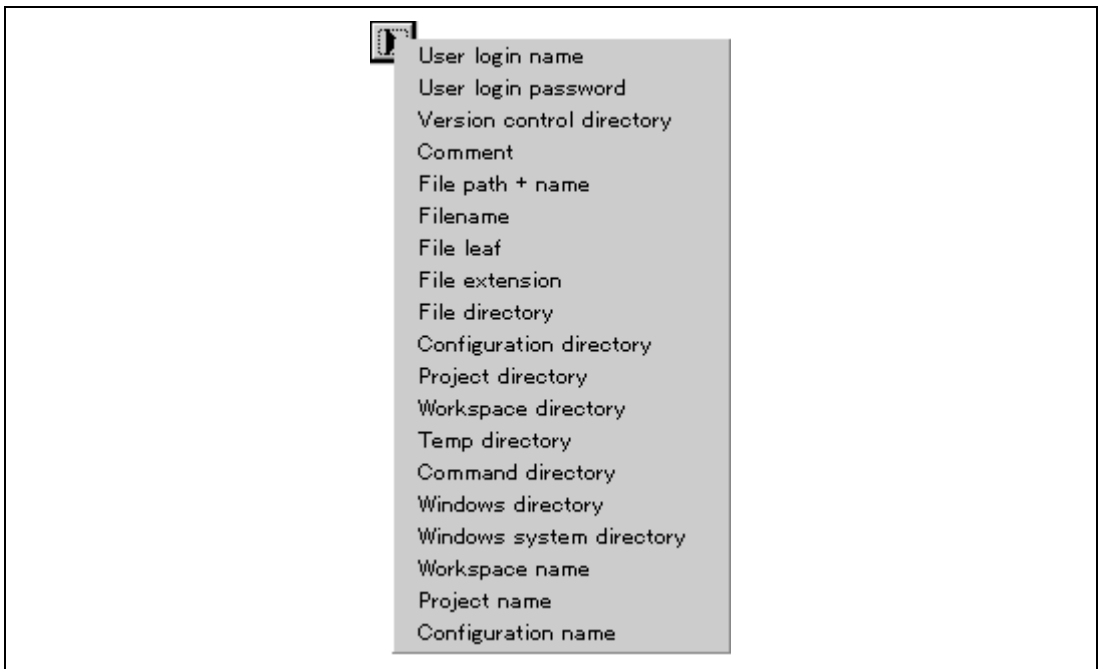 User login name
User login password
Version control directory
Comment
File path + name
Filename
File leaf
File extension
File directory
Configuration directory
Project directory
Workspace directory
Temp directory
Command directory
Windows directory
Windows system directory
Workspace name
Project name
Configuration name